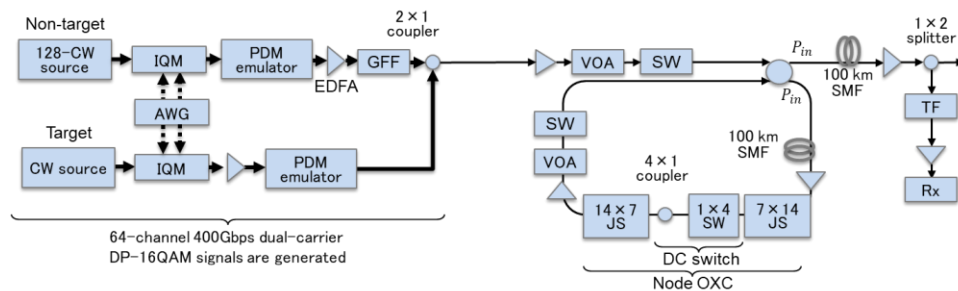 Non-target
128-CW
source
IQM
PDM
emulator
EDFA
GFF
2×1
coupler
AWG
Target
CW source
IQM
PDM
emulator
64-channel 400Gbps dual-carrier
DP-16QAM signals are generated
VOA
SW
P_in
100 km
SMF
1×2
splitter
P_in
SW
VOA
100 km
SMF
4×1
coupler
14×7
JS
1×4
SW
7×14
JS
DC switch
Node OXC
TF
Rx